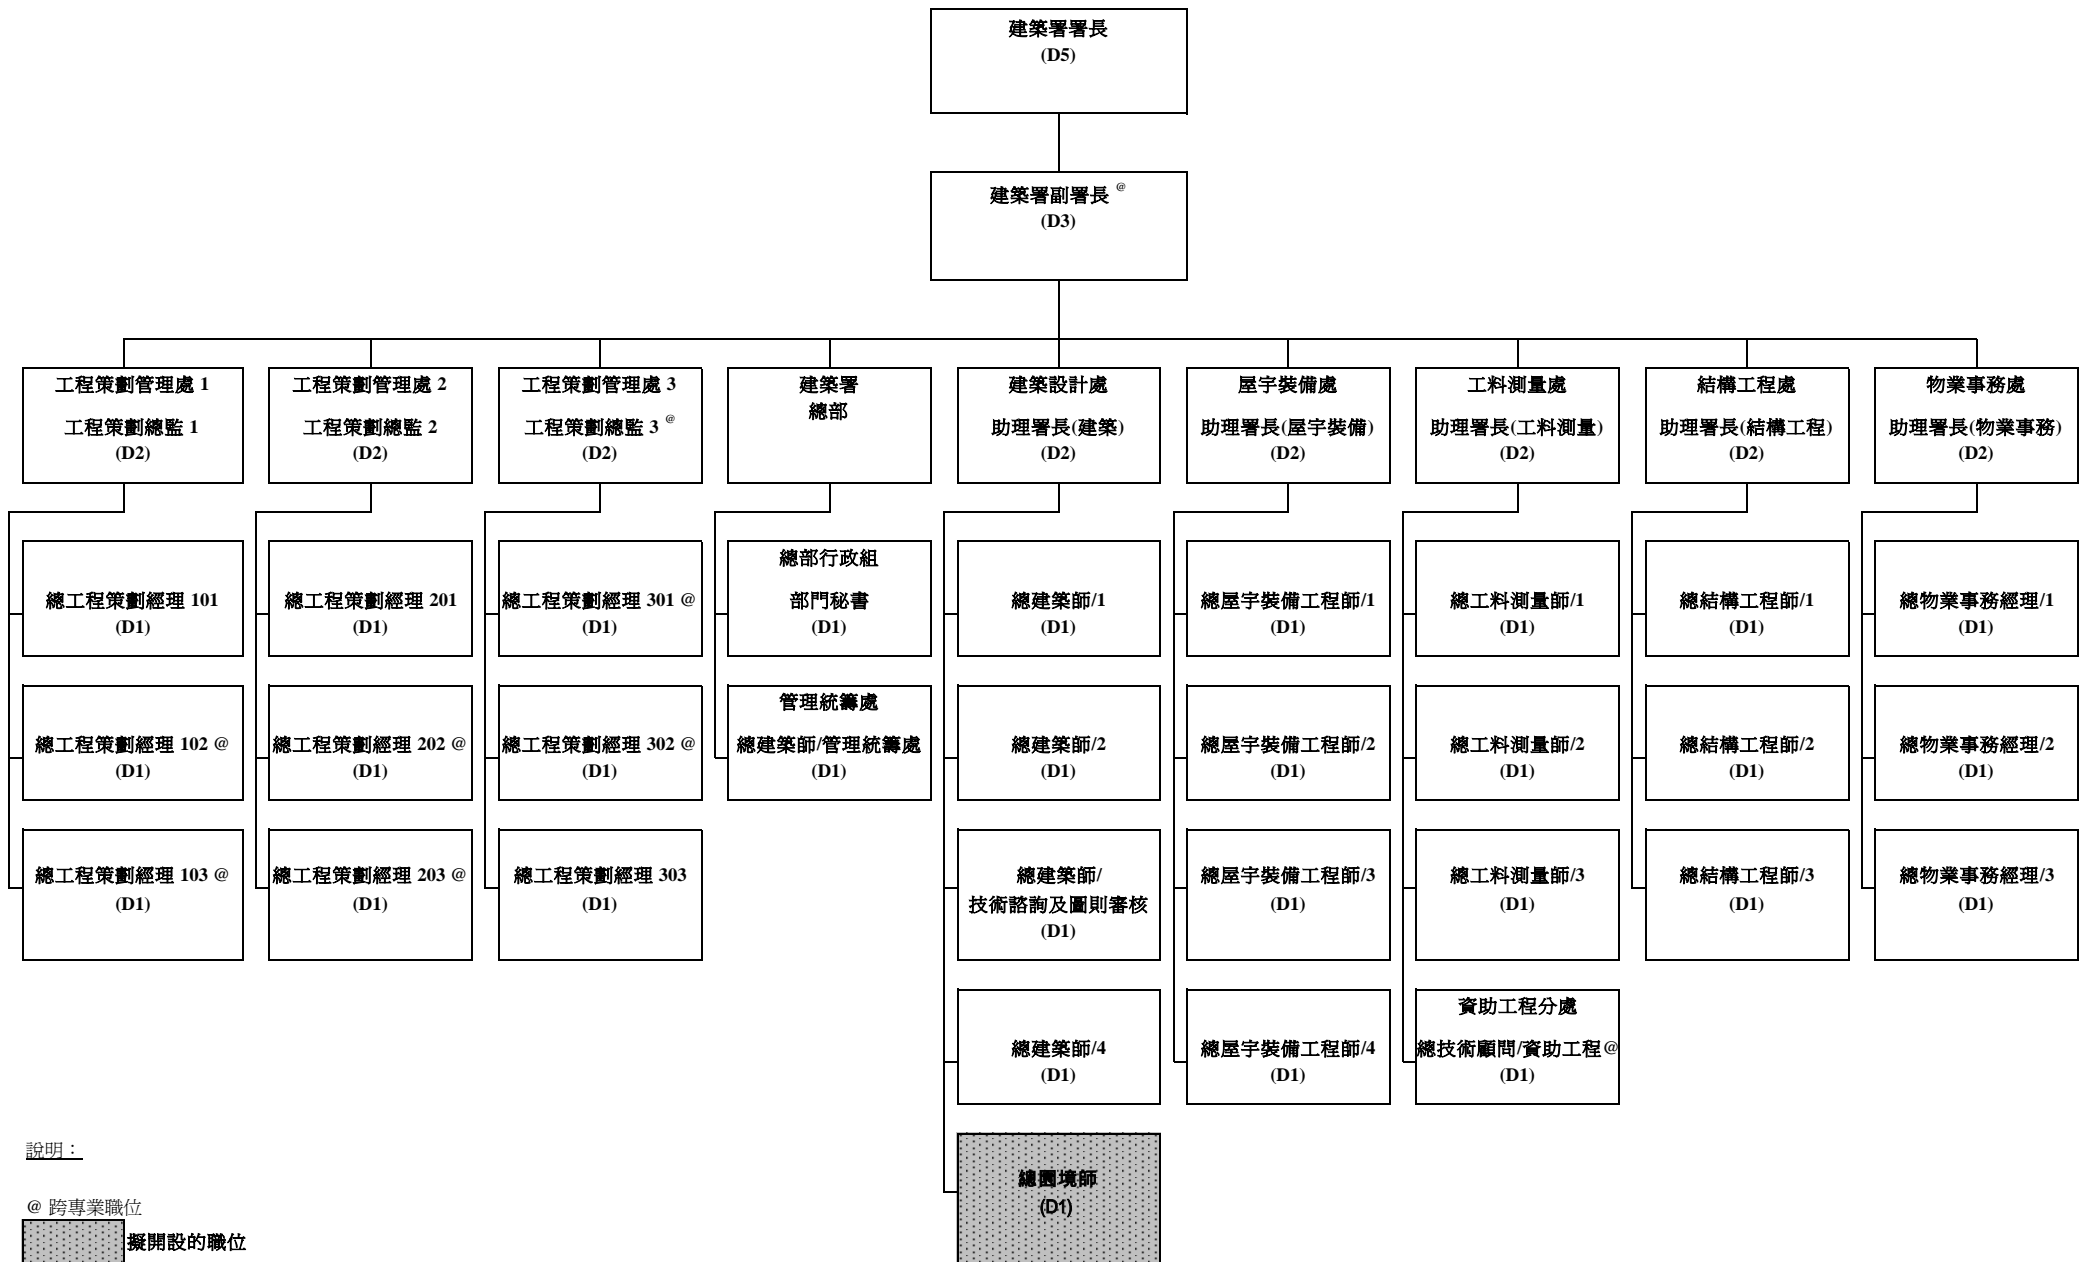 建築署署長
(D5)
建築署副署長 @
(D3)
工程策劃管理處 1
工程策劃總監 1
(D2)
工程策劃管理處 2
工程策劃總監 2
(D2)
工程策劃管理處 3
工程策劃總監 3 @
(D2)
建築署
總部
建築設計處
助理署長(建築)
(D2)
屋宇裝備處
助理署長(屋宇裝備)
(D2)
工料測量處
助理署長(工料測量)
(D2)
結構工程處
助理署長(結構工程)
(D2)
物業事務處
助理署長(物業事務)
(D2)
總工程策劃經理 101
(D1)
總工程策劃經理 201
(D1)
總工程策劃經理 301 @
(D1)
總部行政組
部門秘書
(D1)
總建築師/1
(D1)
總屋宇裝備工程師/1
(D1)
總工料測量師/1
(D1)
總結構工程師/1
(D1)
總物業事務經理/1
(D1)
總工程策劃經理 102 @
(D1)
總工程策劃經理 202 @
(D1)
總工程策劃經理 302 @
(D1)
管理統籌處
總建築師/管理統籌處
(D1)
總建築師/2
(D1)
總屋宇裝備工程師/2
(D1)
總工料測量師/2
(D1)
總結構工程師/2
(D1)
總物業事務經理/2
(D1)
總工程策劃經理 103 @
(D1)
總工程策劃經理 203 @
(D1)
總工程策劃經理 303
(D1)
總建築師/
技術諮詢及圖則審核
(D1)
總屋宇裝備工程師/3
(D1)
總工料測量師/3
(D1)
總結構工程師/3
(D1)
總物業事務經理/3
(D1)
總建築師/4
(D1)
總屋宇裝備工程師/4
(D1)
資助工程分處
總技術顧問/資助工程@
(D1)
總園境師
(D1)
說明：
@ 跨專業職位
擬開設的職位